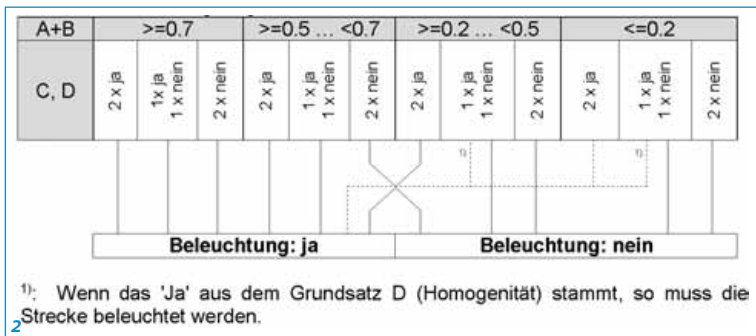 A+B >=0.7 >=0.5 ... <0.7 >=0.2 ... <0.5 <=0.2
C, D 2 x ja 1x ja 1 x nein 2 x nein 2 x ja 1 x ja 1 x nein 2 x nein 2 x ja 1 x ja 1 x nein 2 x nein 2 x ja 1 x ja 1 x nein 2 x nein
1) 1)
Beleuchtung: ja Beleuchtung: nein
1): Wenn das 'Ja' aus dem Grundsatz D (Homogenität) stammt, so muss die
2 Strecke beleuchtet werden.